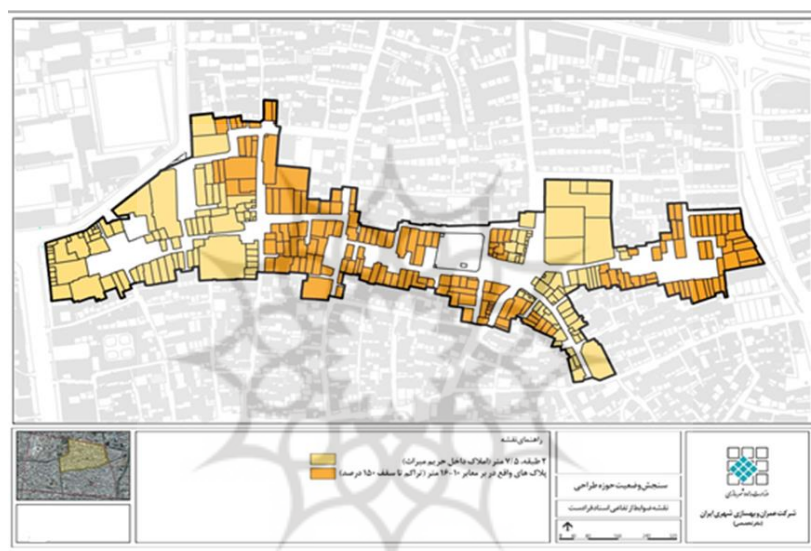 راهنمای نقشه
۲ طبقه، ۷/۵ متر (املاک داخل حریم میراث)
پلاک های واقع در بر معابر ۱۰-۱۶ متر (تراکم تا سقف ۱۵۰ درصد)
سنجش وضعیت حوزه طراحی
نقشه ضوابط ارتفاعی اسناد فرادست
شرکت عمران و بهسازی شهری ایران